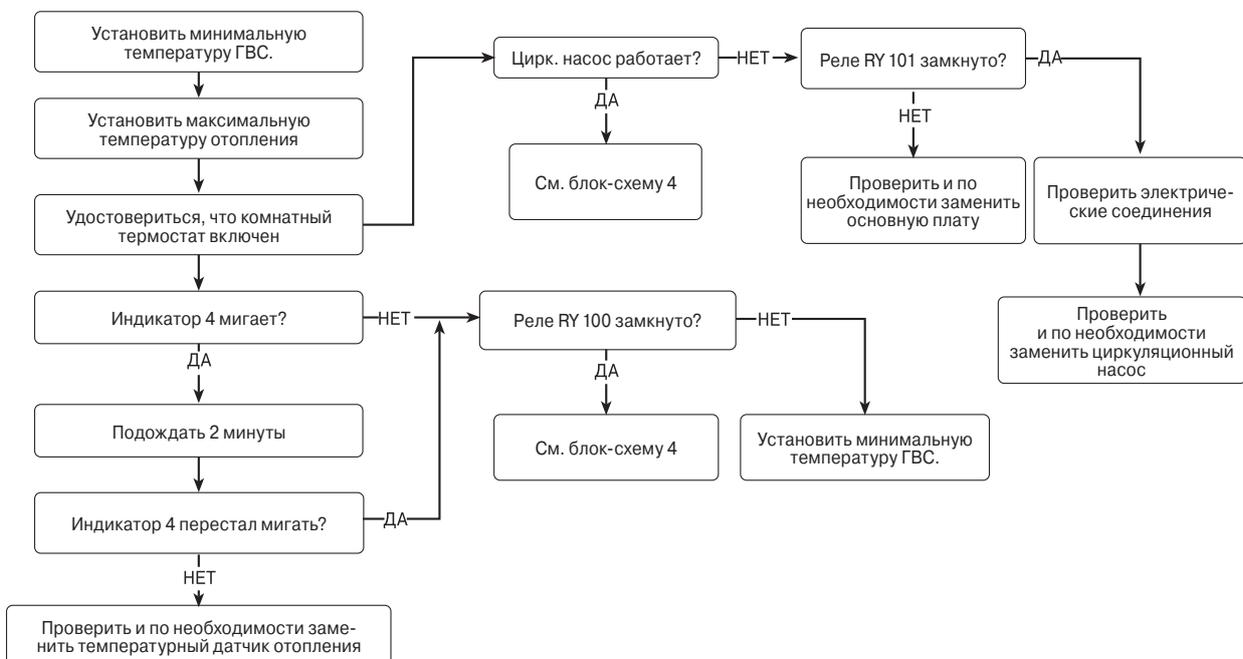 Установить минимальную
температуру ГВС.
Установить максимальную
температуру отопления
Удостовериться, что комнатный
термостат включен
Индикатор 4 мигает?
НЕТ
ДА
Подождать 2 минуты
Индикатор 4 перестал мигать?
ДА
НЕТ
Проверить и по необходимости заме-
нить температурный датчик отопления
Цирк. насос работает?
НЕТ
ДА
См. блок-схему 4
Реле RY 101 замкнуто?
ДА
НЕТ
Проверить и по
необходимости заменить
основную плату
Проверить электриче-
ские соединения
Проверить
и по необходимости
заменить циркуляционный
насос
Реле RY 100 замкнуто?
НЕТ
ДА
См. блок-схему 4
Установить минимальную
температуру ГВС.